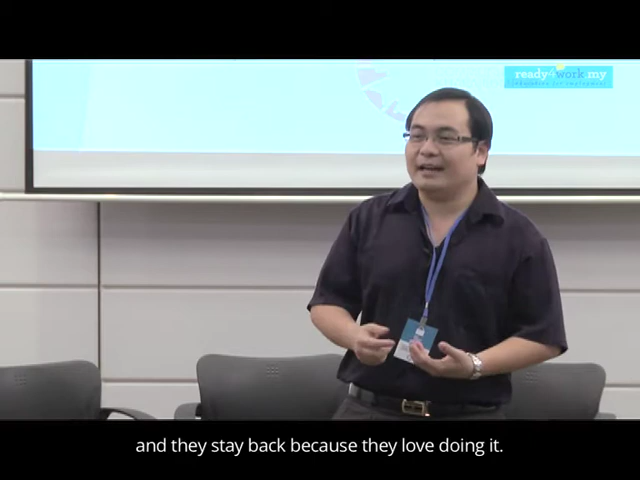 ready4work.my
and they stay back because they love doing it.